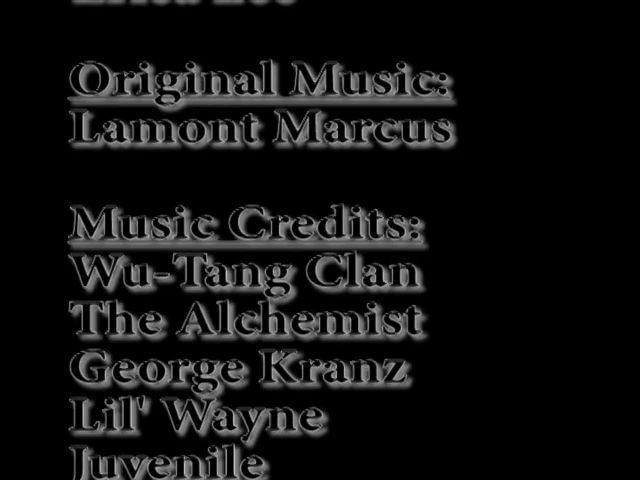 Original Music:
Lamont Marcus
Music Credits:
Wu-Tang Clan
The Alchemist
George Kranz
Lil' Wayne
Juvenile